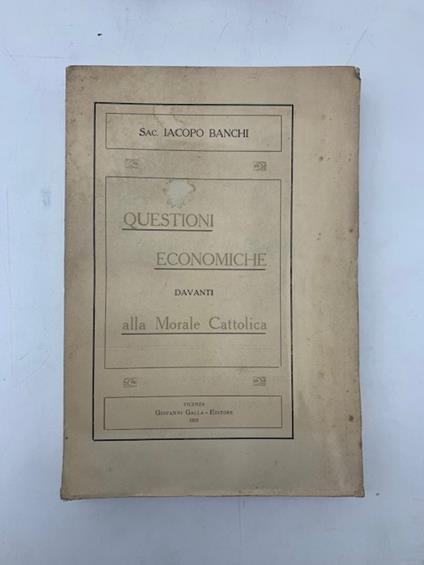 Sac. IACOPO BANCHI
QUESTIONI
ECONOMICHE
DAVANTI
alla Morale Cattolica
VICENZA
Giovanni Galla - Editore